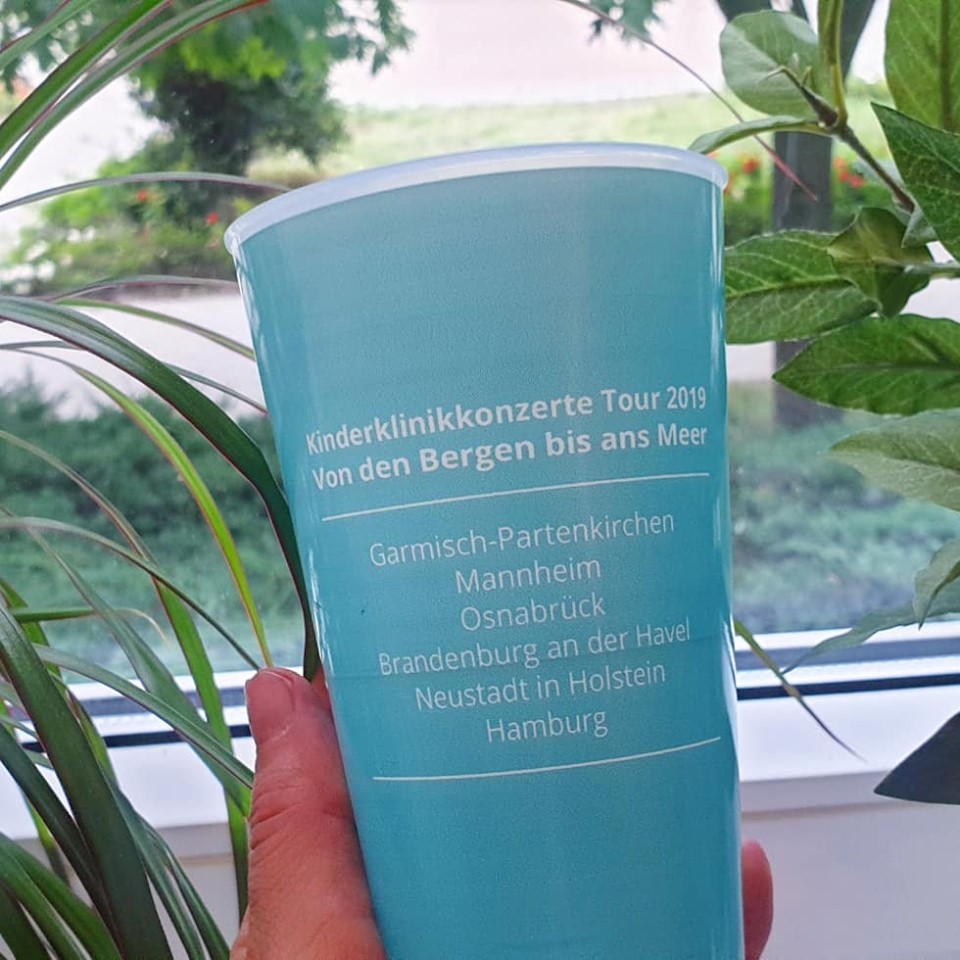 Kinderklinikkonzerte Tour 2019
Von den Bergen bis ans Meer
Garmisch-Partenkirchen
Mannheim
Osnabrück
Brandenburg an der Havel
Neustadt in Holstein
Hamburg